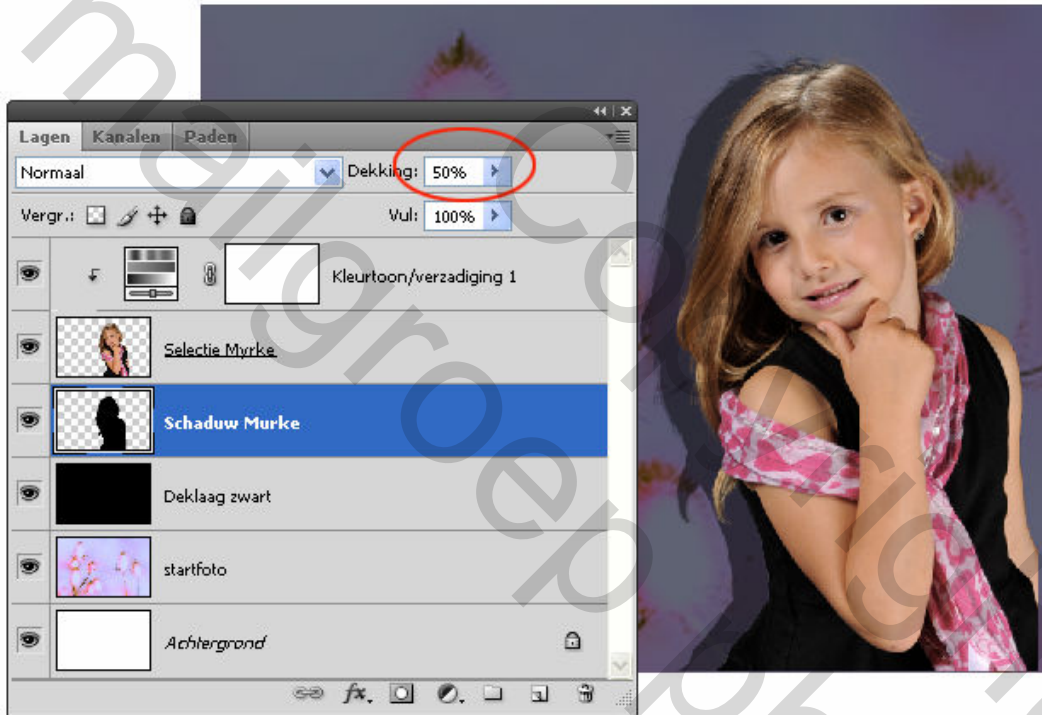 Lagen Kanalen Paden
Normaal Dekking: 50%
Vergr.: Vul: 100%
Kleurtoon/verzadiging 1
Selectie Myrke
Schaduw Murke
Deklaag zwart
startfoto
Achtergrond
fx.